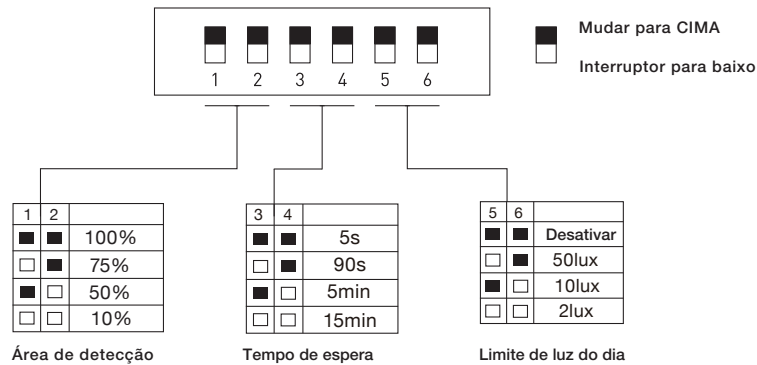 Mudar para CIMA
Interruptor para baixo
1 2 3 4 5 6
1 2
100%
75%
50%
10%
Área de detecção
3 4
5s
90s
5min
15min
Tempo de espera
5 6
Desativar
50lux
10lux
2lux
Limite de luz do dia